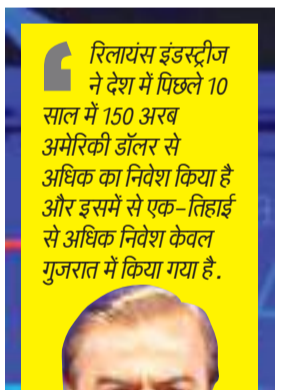 रिलायंस इंडस्ट्रीज
ने देश में पिछले 10
साल में 150 अरब
अमेरिकी डॉलर से
अधिक का निवेश किया है
और इसमें से एक-तिहाई
से अधिक निवेश केवल
गुजरात में किया गया है.